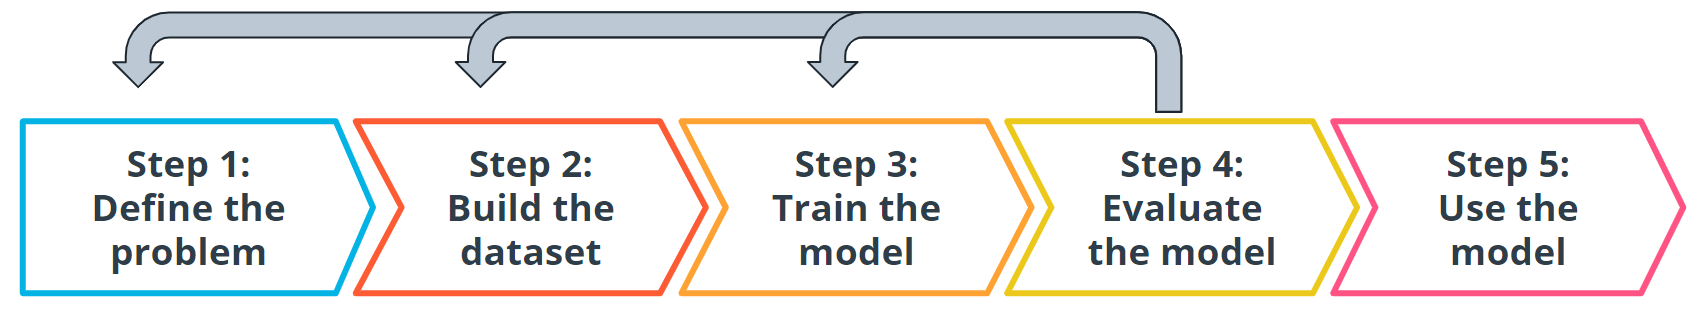 Step 1:
Define the
problem
Step 2:
Build the
dataset
Step 3:
Train the
model
Step 4:
Evaluate
the model
Step 5:
Use the
model